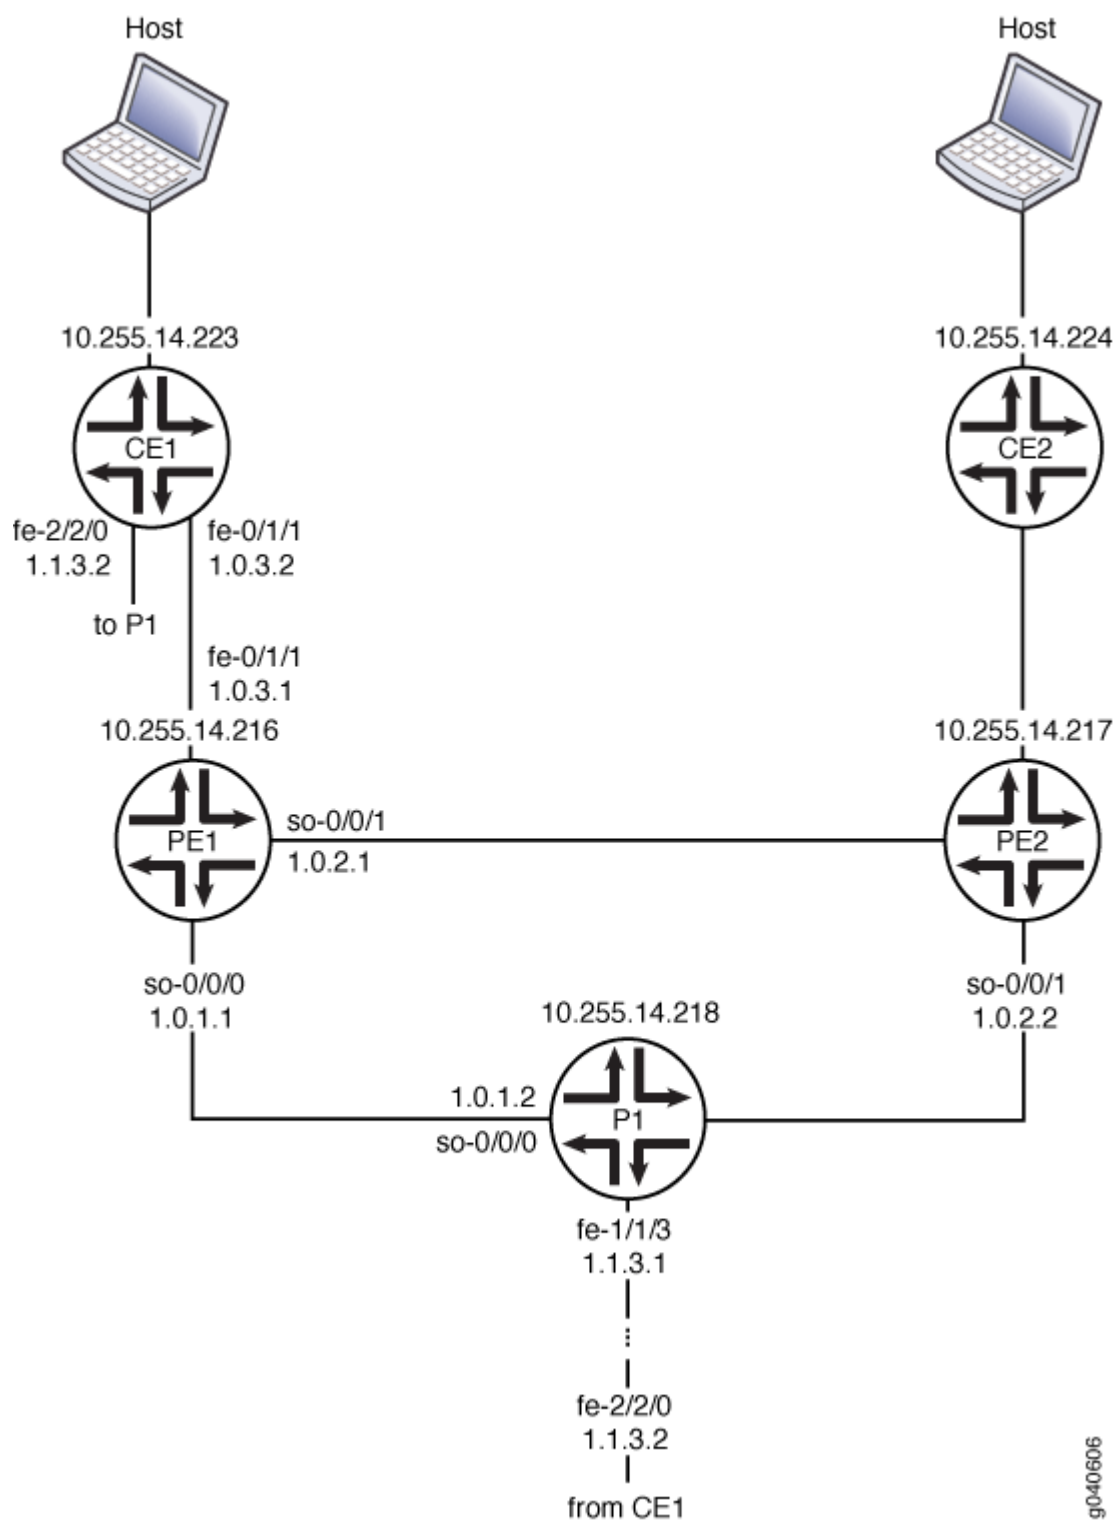 Host
Host
10.255.14.223
10.255.14.224
CE1
CE2
fe-2/2/0
1.1.3.2
fe-0/1/1
1.0.3.2
to P1
fe-0/1/1
1.0.3.1
10.255.14.216
10.255.14.217
PE1
so-0/0/1
1.0.2.1
PE2
so-0/0/0
1.0.1.1
so-0/0/1
1.0.2.2
10.255.14.218
1.0.1.2
so-0/0/0
P1
fe-1/1/3
1.1.3.1
fe-2/2/0
1.1.3.2
from CE1
g040606